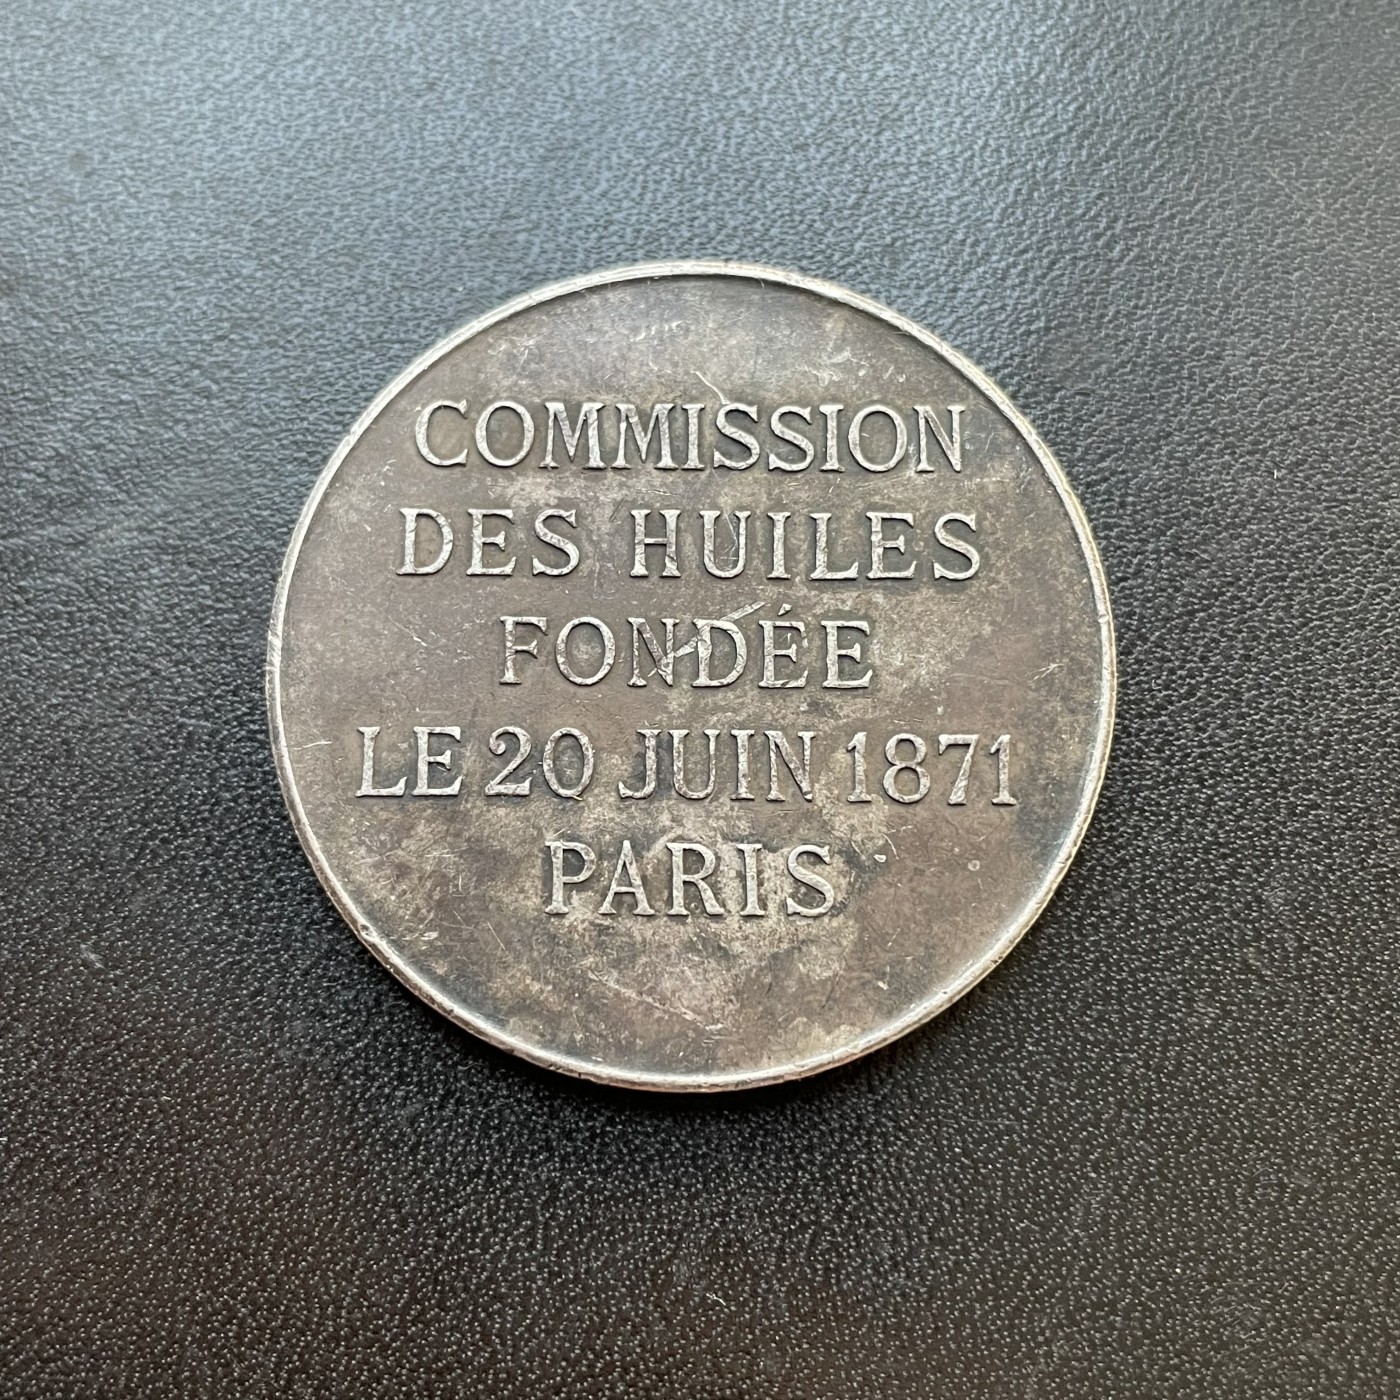 COMMISSION
DES HUILES
FONDÉE
LE 20 JUIN 1871
PARIS